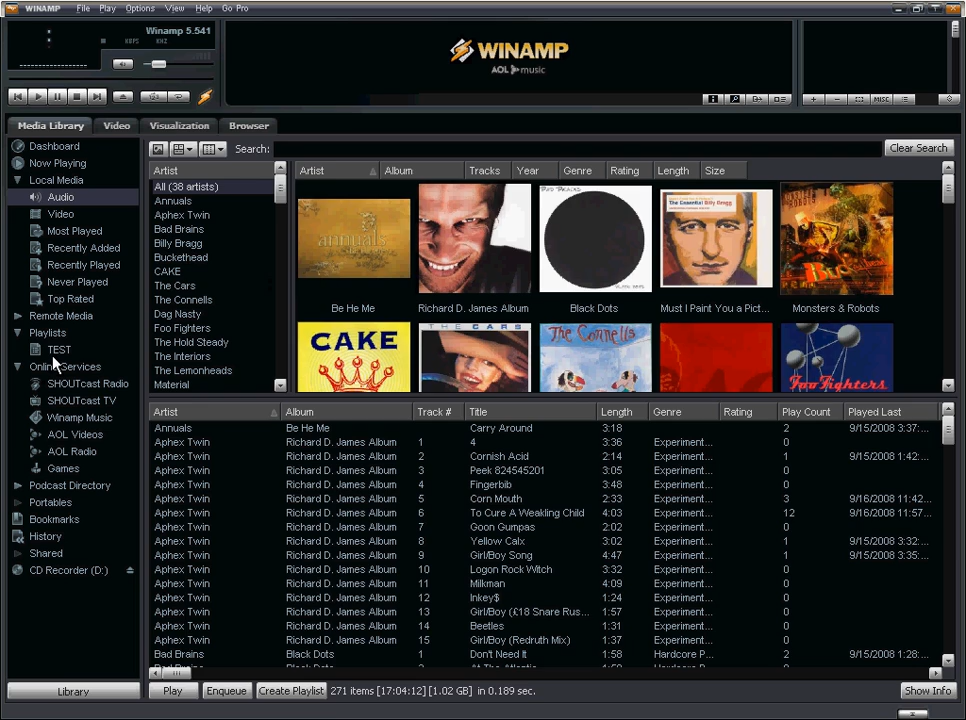 WINAMP File Play Options View Help Go Pro
Winamp 5.541
KBPS KHZ
WINAMP
AOL music
MISC
Media Library Video Visualization Browser
Search: Clear Search
Dashboard
Now Playing
Local Media
Audio
Video
Most Played
Recently Added
Recently Played
Never Played
Top Rated
Remote Media
Playlists
TEST
Online Services
SHOUTcast Radio
SHOUTcast TV
Winamp Music
AOL Videos
AOL Radio
Games
Podcast Directory
Portables
Bookmarks
History
Shared
CD Recorder (D:)
Library
Artist
All (38 artists)
Annuals
Aphex Twin
Bad Brains
Billy Bragg
Buckethead
CAKE
The Cars
The Connells
Dag Nasty
Foo Fighters
The Hold Steady
The Interiors
The Lemonheads
Material
Artist Album Tracks Year Genre Rating Length Size
annuals
BAD BRAINS
The Essential Billy Bragg
Be He Me Richard D. James Album Black Dots Must I Paint You a Pict... Monsters & Robots
CAKE THE CARS The Connells Foo Fighters
Artist Album Track # Title Length Genre Rating Play Count Played Last
Annuals Be He Me Carry Around 3:18 2 9/15/2008 3:37:...
Aphex Twin Richard D. James Album 1 4 3:36 Experiment... 0
Aphex Twin Richard D. James Album 2 Cornish Acid 2:14 Experiment... 1 9/15/2008 1:42:...
Aphex Twin Richard D. James Album 3 Peek 824545201 3:05 Experiment... 0
Aphex Twin Richard D. James Album 4 Fingerbib 3:48 Experiment... 0
Aphex Twin Richard D. James Album 5 Corn Mouth 2:33 Experiment... 3 9/16/2008 11:42...
Aphex Twin Richard D. James Album 6 To Cure A Weakling Child 4:03 Experiment... 12 9/16/2008 11:57...
Aphex Twin Richard D. James Album 7 Goon Gumpas 2:02 Experiment... 0
Aphex Twin Richard D. James Album 8 Yellow Calx 3:02 Experiment... 1 9/15/2008 3:32:...
Aphex Twin Richard D. James Album 9 Girl/Boy Song 4:47 Experiment... 1 9/15/2008 3:35:...
Aphex Twin Richard D. James Album 10 Logon Rock Witch 3:32 Experiment... 0
Aphex Twin Richard D. James Album 11 Milkman 4:09 Experiment... 0
Aphex Twin Richard D. James Album 12 Inkey$ 1:24 Experiment... 0
Aphex Twin Richard D. James Album 13 Girl/Boy (£18 Snare Rus... 1:57 Experiment... 0
Aphex Twin Richard D. James Album 14 Beetles 1:31 Experiment... 0
Aphex Twin Richard D. James Album 15 Girl/Boy (Redruth Mix) 1:37 Experiment... 0
Bad Brains Black Dots 1 Don't Need It 1:58 Hardcore P... 2 9/15/2008 1:28:...
Play Enqueue Create Playlist 271 items [17:04:12] [1.02 GB] in 0.189 sec. Show Info